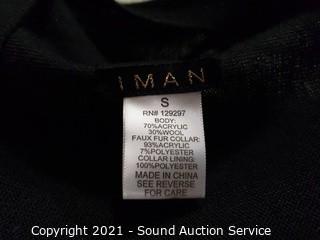 IMAN
S
RN# 129297
BODY:
70%ACRYLIC
30%WOOL
FAUX FUR COLLAR:
93%ACRYLIC
7%POLYESTER
COLLAR LINING:
100%POLYESTER
MADE IN CHINA
SEE REVERSE
FOR CARE
Copyright 2021 - Sound Auction Service